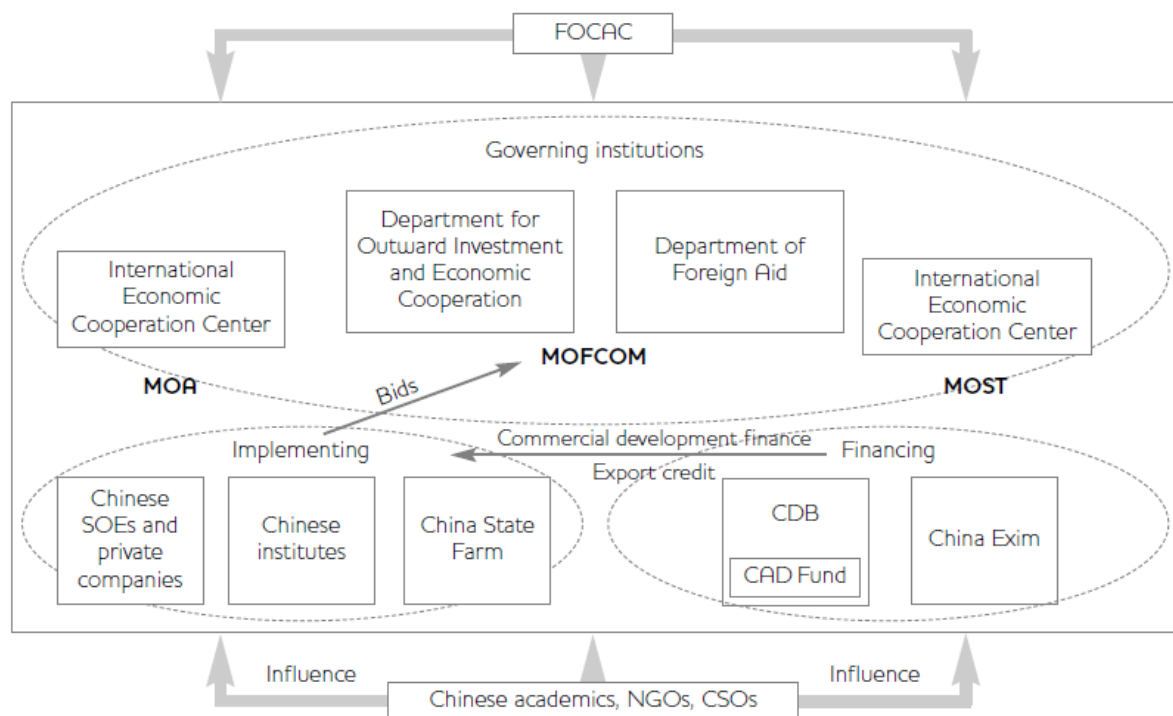 FOCAC
Governing institutions
Department for
Outward Investment
and Economic
Cooperation
Department of
Foreign Aid
International
Economic
Cooperation Center
International
Economic
Cooperation Center
MOFCOM
MOA
MOST
Bids
Implementing
Commercial development finance
Export credit
Financing
Chinese
SOEs and
private
companies
Chinese
institutes
China State
Farm
CDB
CAD Fund
China Exim
Influence
Influence
Chinese academics, NGOs, CSOs